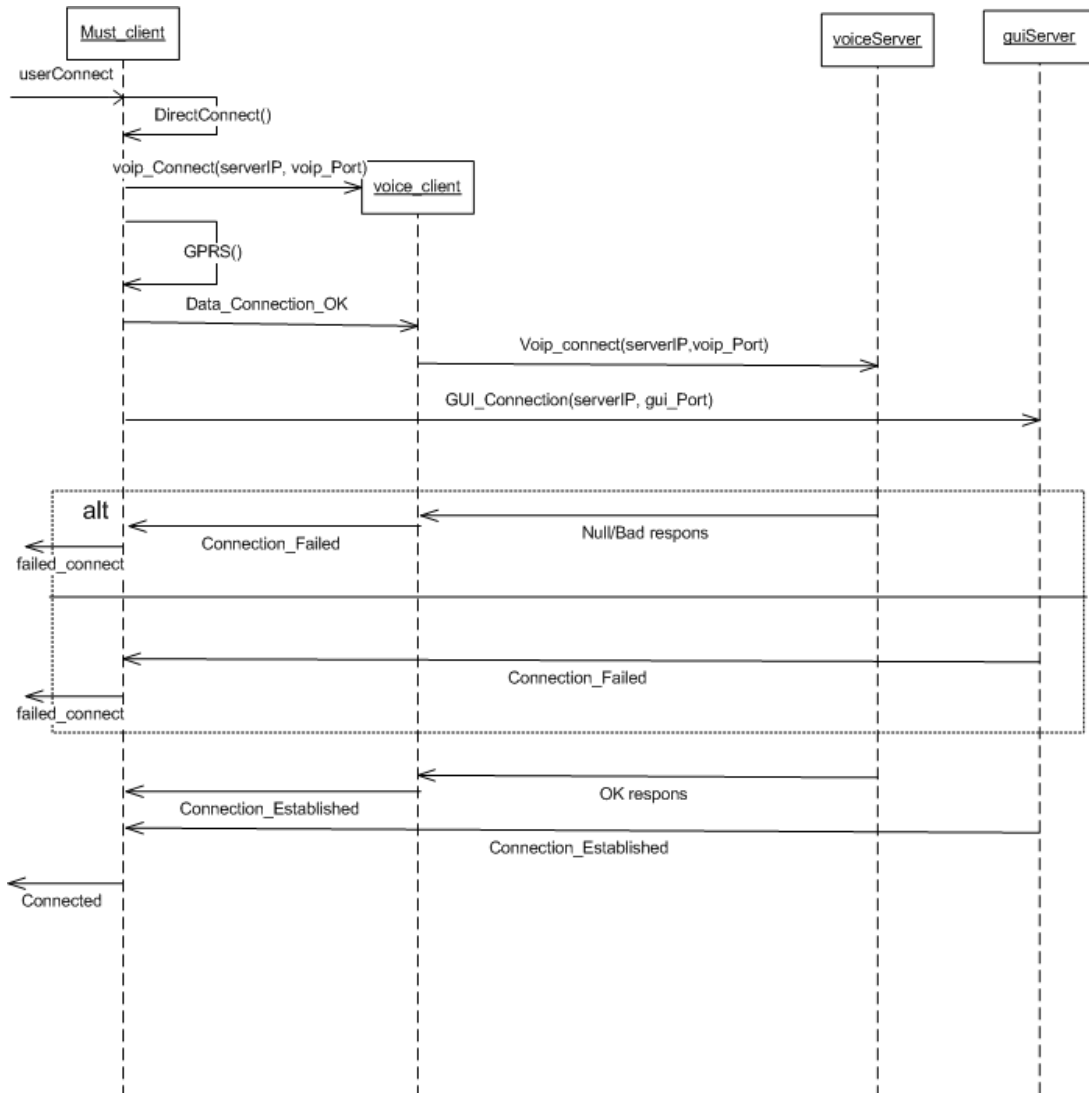 Must_client
voiceServer
guiServer
userConnect
DirectConnect()
voip_Connect(serverIP, voip_Port)
voice_client
GPRS()
Data_Connection_OK
Voip_connect(serverIP,voip_Port)
GUI_Connection(serverIP, gui_Port)
alt
Null/Bad respons
Connection_Failed
failed_connect
Connection_Failed
failed_connect
OK respons
Connection_Established
Connection_Established
Connected